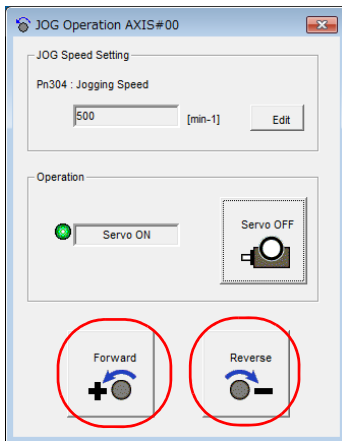 JOG Operation AXIS#00
JOG Speed Setting
Pn304 : Jogging Speed
500 [min-1] Edit
Operation
Servo ON
Servo OFF
Forward Reverse